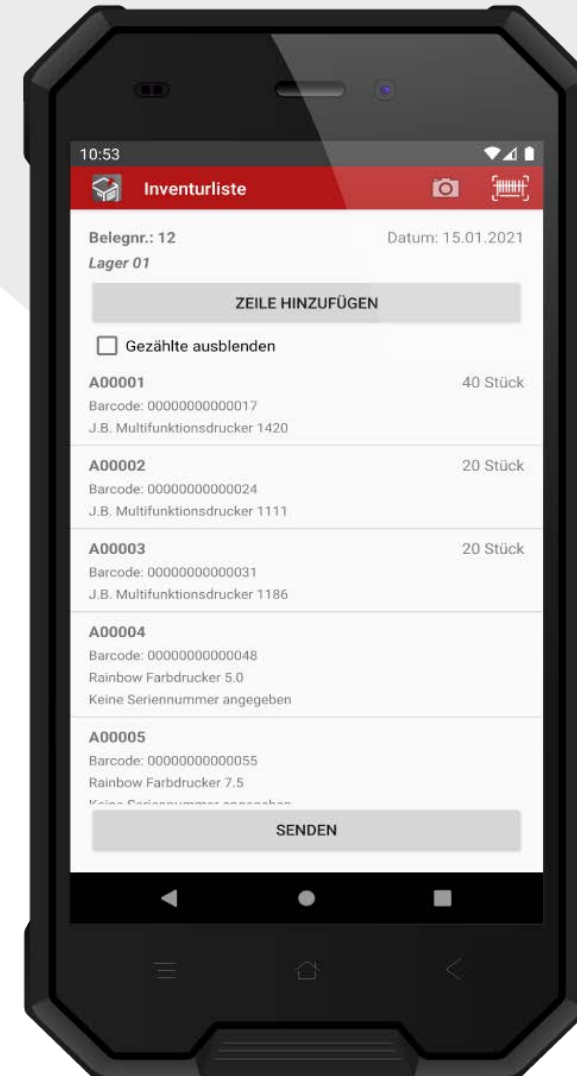 10:53
Inventurliste
Belegnr.: 12 Datum: 15.01.2021
Lager 01
ZEILE HINZUFÜGEN
Gezählte ausblenden
A00001 40 Stück
Barcode: 00000000000017
J.B. Multifunktionsdrucker 1420
A00002 20 Stück
Barcode: 00000000000024
J.B. Multifunktionsdrucker 1111
A00003 20 Stück
Barcode: 00000000000031
J.B. Multifunktionsdrucker 1186
A00004
Barcode: 00000000000048
Rainbow Farbdrucker 5.0
Keine Seriennummer angegeben
A00005
Barcode: 00000000000055
Rainbow Farbdrucker 7.5
SENDEN